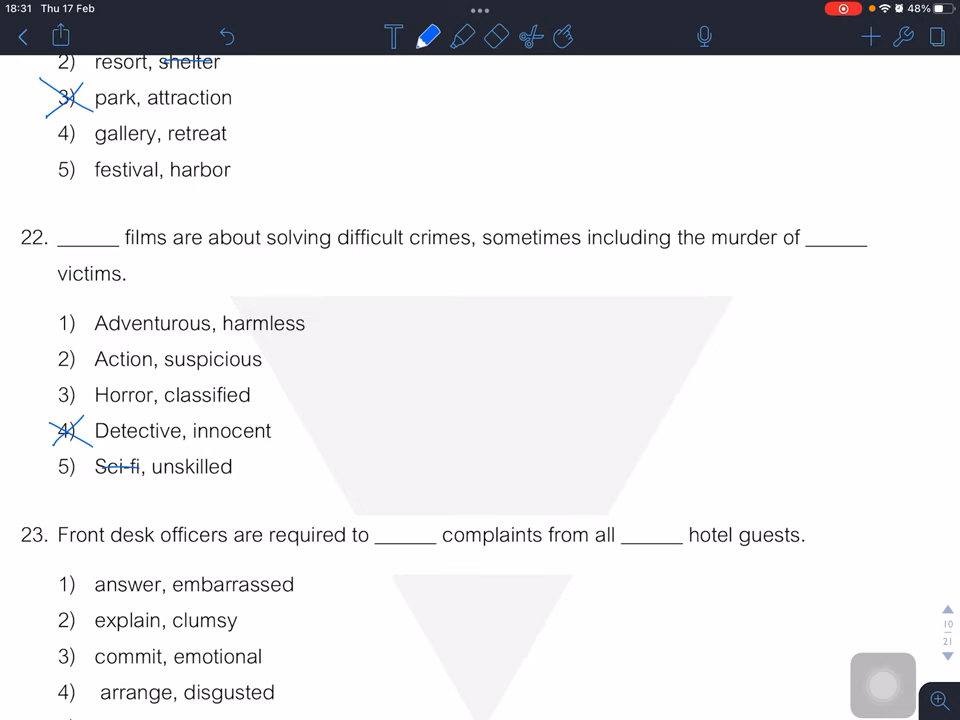 18:31 Thu 17 Feb
48%
2) resort, shelter
3) park, attraction
4) gallery, retreat
5) festival, harbor
22. ______ films are about solving difficult crimes, sometimes including the murder of ______
victims.
1) Adventurous, harmless
2) Action, suspicious
3) Horror, classified
4) Detective, innocent
5) Sci-fi, unskilled
23. Front desk officers are required to ______ complaints from all ______ hotel guests.
1) answer, embarrassed
2) explain, clumsy
3) commit, emotional
4) arrange, disgusted
10
21